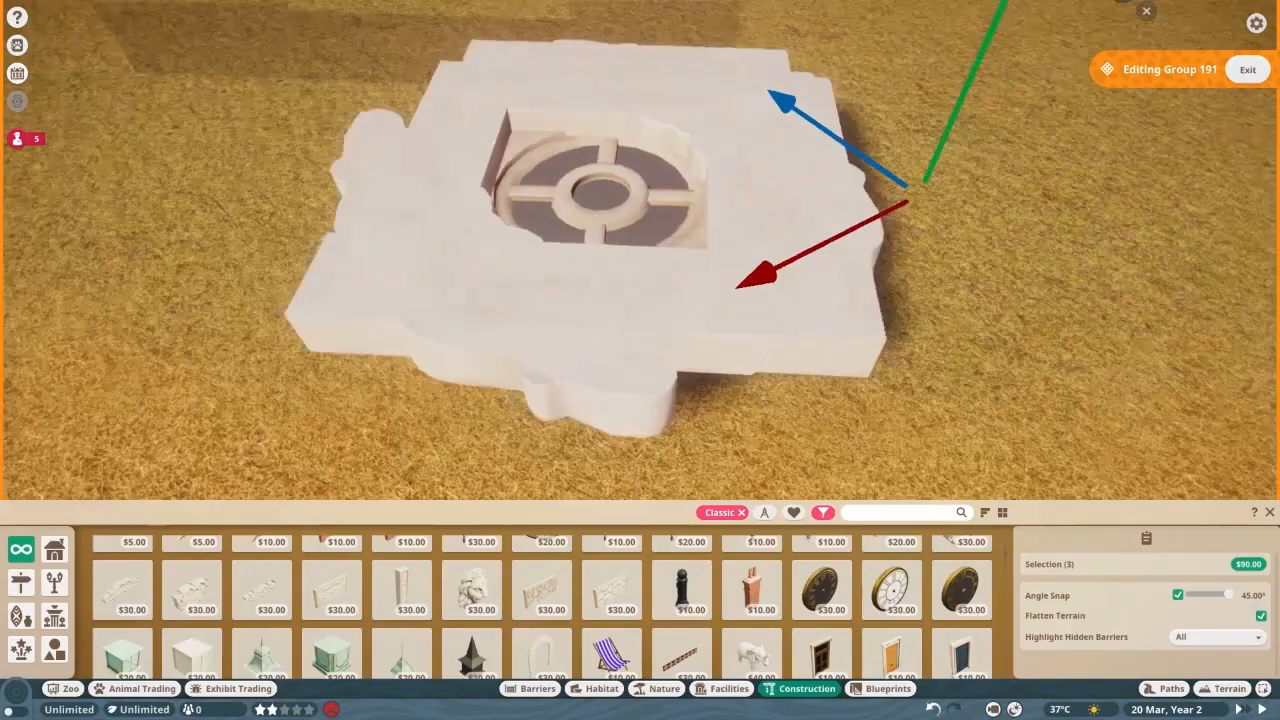 ?
Editing Group 191
Exit
5
Classic
?
$5.00 $5.00 $10.00 $10.00 $10.00 $30.00 $20.00 $10.00 $20.00 $10.00 $10.00 $20.00 $30.00
$30.00 $30.00 $30.00 $30.00 $30.00 $30.00 $30.00 $30.00 $10.00 $10.00 $30.00 $30.00 $30.00
Selection (3) $90.00
Angle Snap 45.00°
Flatten Terrain
Highlight Hidden Barriers All
Zoo Animal Trading Exhibit Trading Barriers Habitat Nature Facilities Construction Blueprints Paths Terrain
Unlimited Unlimited 0 37°C 20 Mar, Year 2